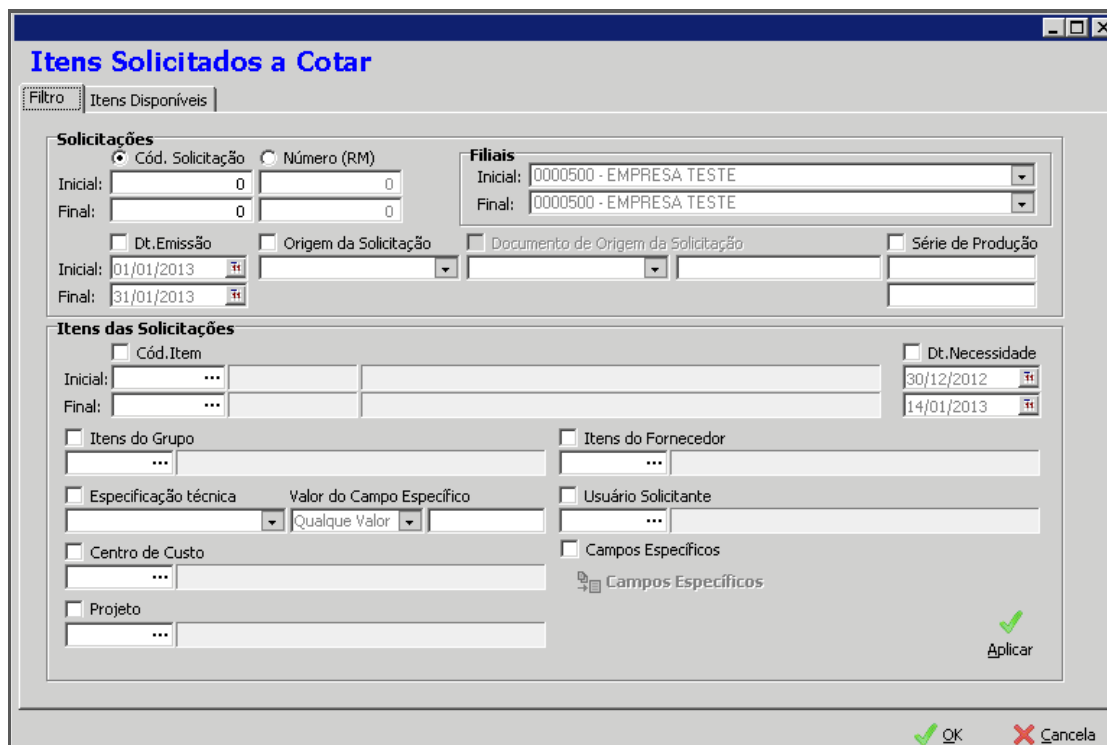 Itens Solicitados a Cotar
Filtro Itens Disponíveis
Solicitações
Cód. Solicitação Número (RM)
Inicial: 0 0
Final: 0 0
Filiais
Inicial: 0000500 - EMPRESA TESTE
Final: 0000500 - EMPRESA TESTE
Dt.Emissão Origem da Solicitação Documento de Origem da Solicitação Série de Produção
Inicial: 01/01/2013
Final: 31/01/2013
Itens das Solicitações
Cód.Item Dt.Necessidade
Inicial: ... 30/12/2012
Final: ... 14/01/2013
Itens do Grupo Itens do Fornecedor
... ...
Especificação técnica Valor do Campo Específico Usuário Solicitante
Qualque Valor ...
Centro de Custo Campos Específicos
... Campos Específicos
Projeto
...
Aplicar
OK Cancela